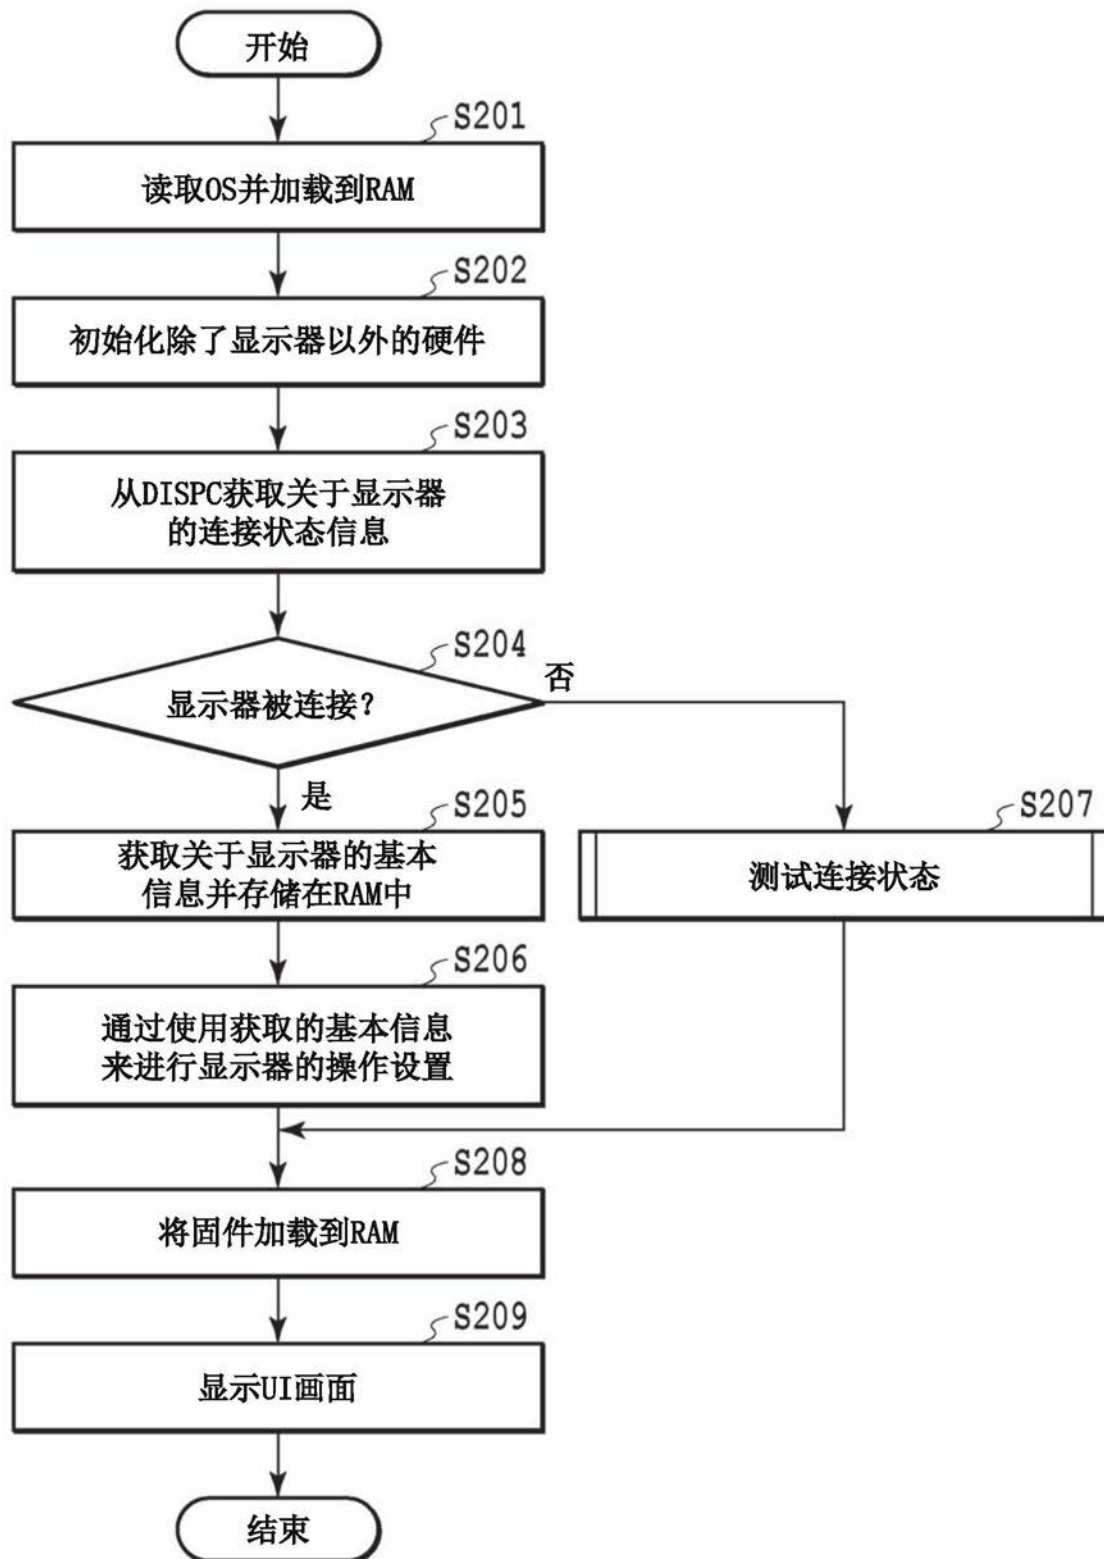 开始
S201
读取OS并加载到RAM
S202
初始化除了显示器以外的硬件
S203
从DISPC获取关于显示器
的连接状态信息
S204
显示器被连接?
否
是
S205
获取关于显示器的基本
信息并存储在RAM中
S207
测试连接状态
S206
通过使用获取的基本信息
来进行显示器的操作设置
S208
将固件加载到RAM
S209
显示UI画面
结束